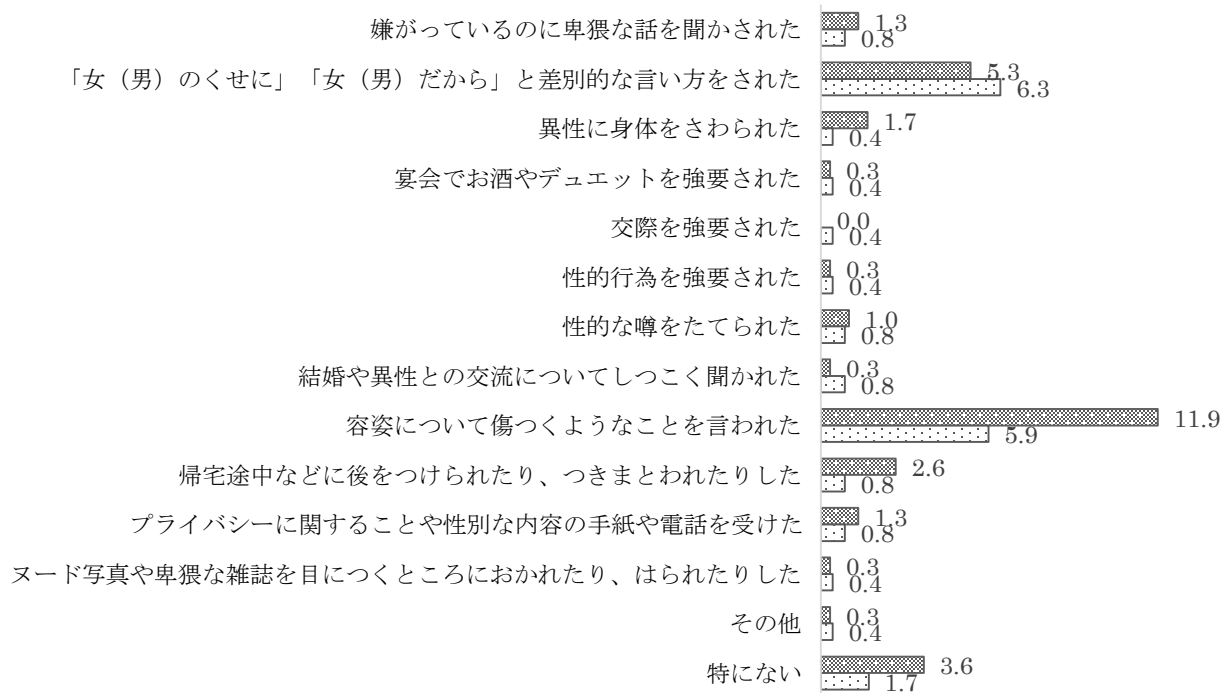 嫌がっているのに卑猥な話を聞かされた 1.3
0.8
「女（男）のくせに」「女（男）だから」と差別的な言い方をされた 5.3
6.3
異性に身体をさわられた 1.7
0.4
宴会でお酒やデュエットを強要された 0.3
0.4
交際を強要された 0.0
0.4
性的行為を強要された 0.3
0.4
性的な噂をたてられた 1.0
0.8
結婚や異性との交流についてしつこく聞かれた 0.3
0.8
容姿について傷つくようなことを言われた 11.9
5.9
帰宅途中などに後をつけられたり、つきまとわれたりした 2.6
0.8
プライバシーに関することや性別な内容の手紙や電話を受けた 1.3
0.8
ヌード写真や卑猥な雑誌を目につくところにおかれたり、はられたりした 0.3
0.4
その他 0.3
0.4
特にない 3.6
1.7